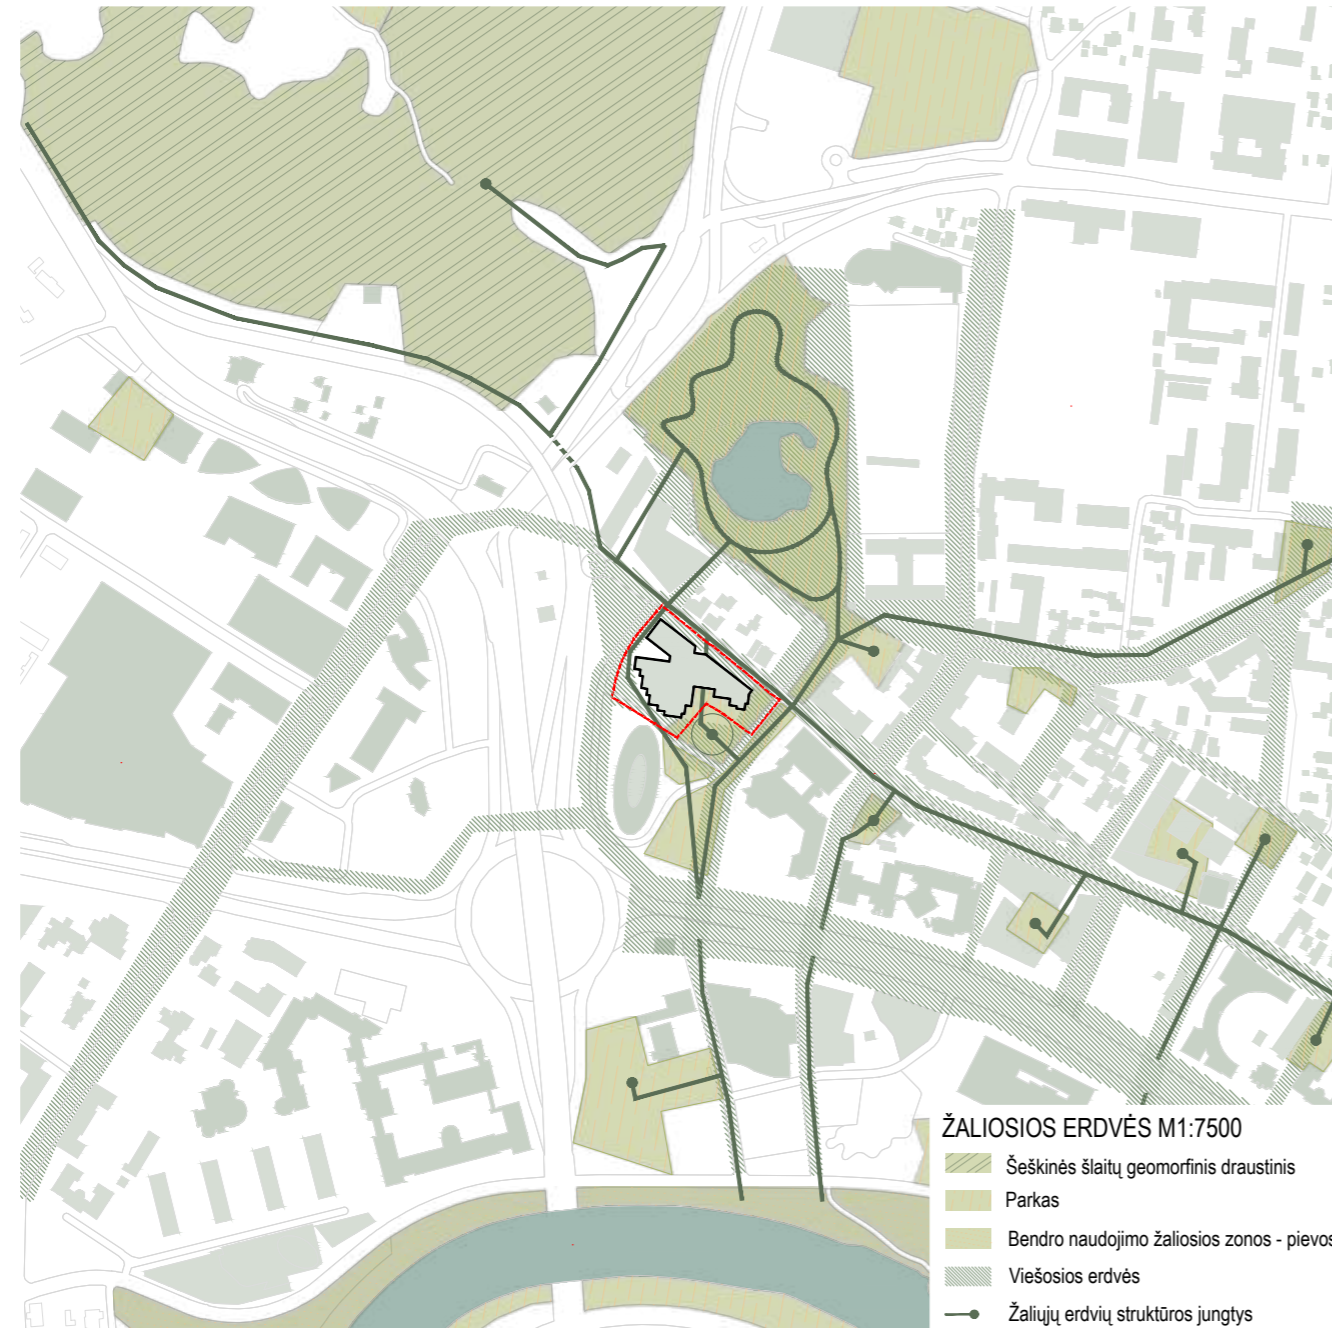 ŽALIOSIOS ERDVĖS M1:7500
Šeškinės šlaitų geomorfinis draustinis
Parkas
Bendro naudojimo žaliosios zonos - pievos
Viešosios erdvės
Žaliųjų erdvių struktūros jungtys